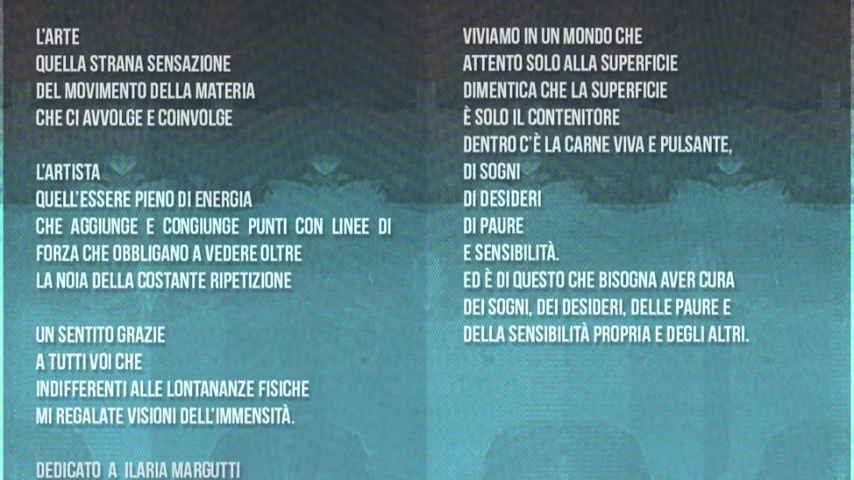 L'ARTE
QUELLA STRANA SENSAZIONE
DEL MOVIMENTO DELLA MATERIA
CHE CI AVVOLGE E COINVOLGE
L'ARTISTA
QUELL'ESSERE PIENO DI ENERGIA
CHE AGGIUNGE E CONGIUNGE PUNTI CON LINEE DI
FORZA CHE OBBLIGANO A VEDERE OLTRE
LA NOIA DELLA COSTANTE RIPETIZIONE
UN SENTITO GRAZIE
A TUTTI VOI CHE
INDIFFERENTI ALLE LONTANANZE FISICHE
MI REGALATE VISIONI DELL'IMMENSITÀ.
DEDICATO A ILARIA MARGUTTI
VIVIAMO IN UN MONDO CHE
ATTENTO SOLO ALLA SUPERFICIE
DIMENTICA CHE LA SUPERFICIE
È SOLO IL CONTENITORE
DENTRO C'È LA CARNE VIVA E PULSANTE,
DI SOGNI
DI DESIDERI
DI PAURE
E SENSIBILITÀ.
ED È DI QUESTO CHE BISOGNA AVER CURA
DEI SOGNI, DEI DESIDERI, DELLE PAURE E
DELLA SENSIBILITÀ PROPRIA E DEGLI ALTRI.